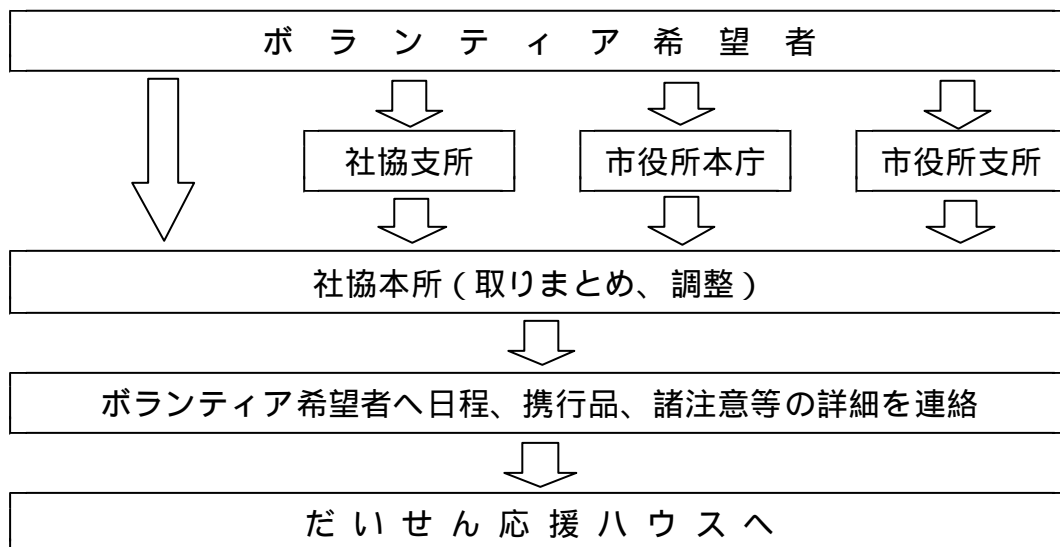 ボランティア希望者
社協支所
市役所本庁
市役所支所
社協本所(取りまとめ、調整)
ボランティア希望者へ日程、携行品、諸注意等の詳細を連絡
だいせん応援ハウスへ